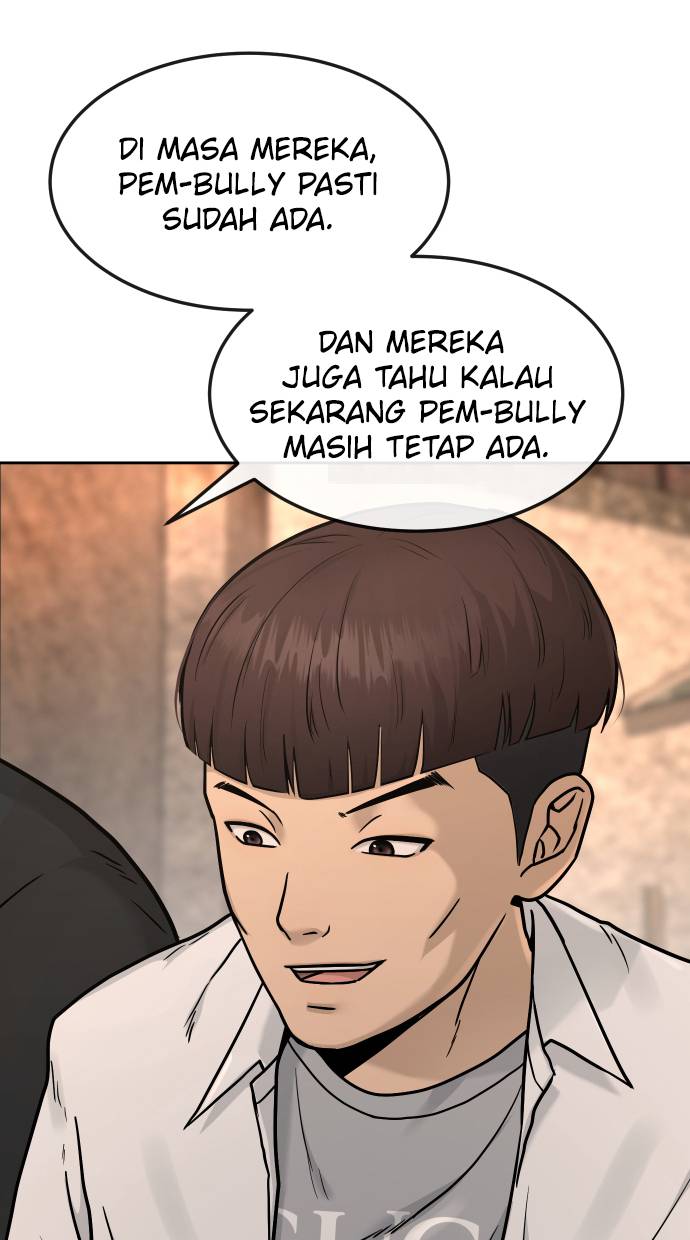 DI MASA MEREKA,
PEM-BULLY PASTI
SUDAH ADA.
DAN MEREKA
JUGA TAHU KALAU
SEKARANG PEM-BULLY
MASIH TETAP ADA.